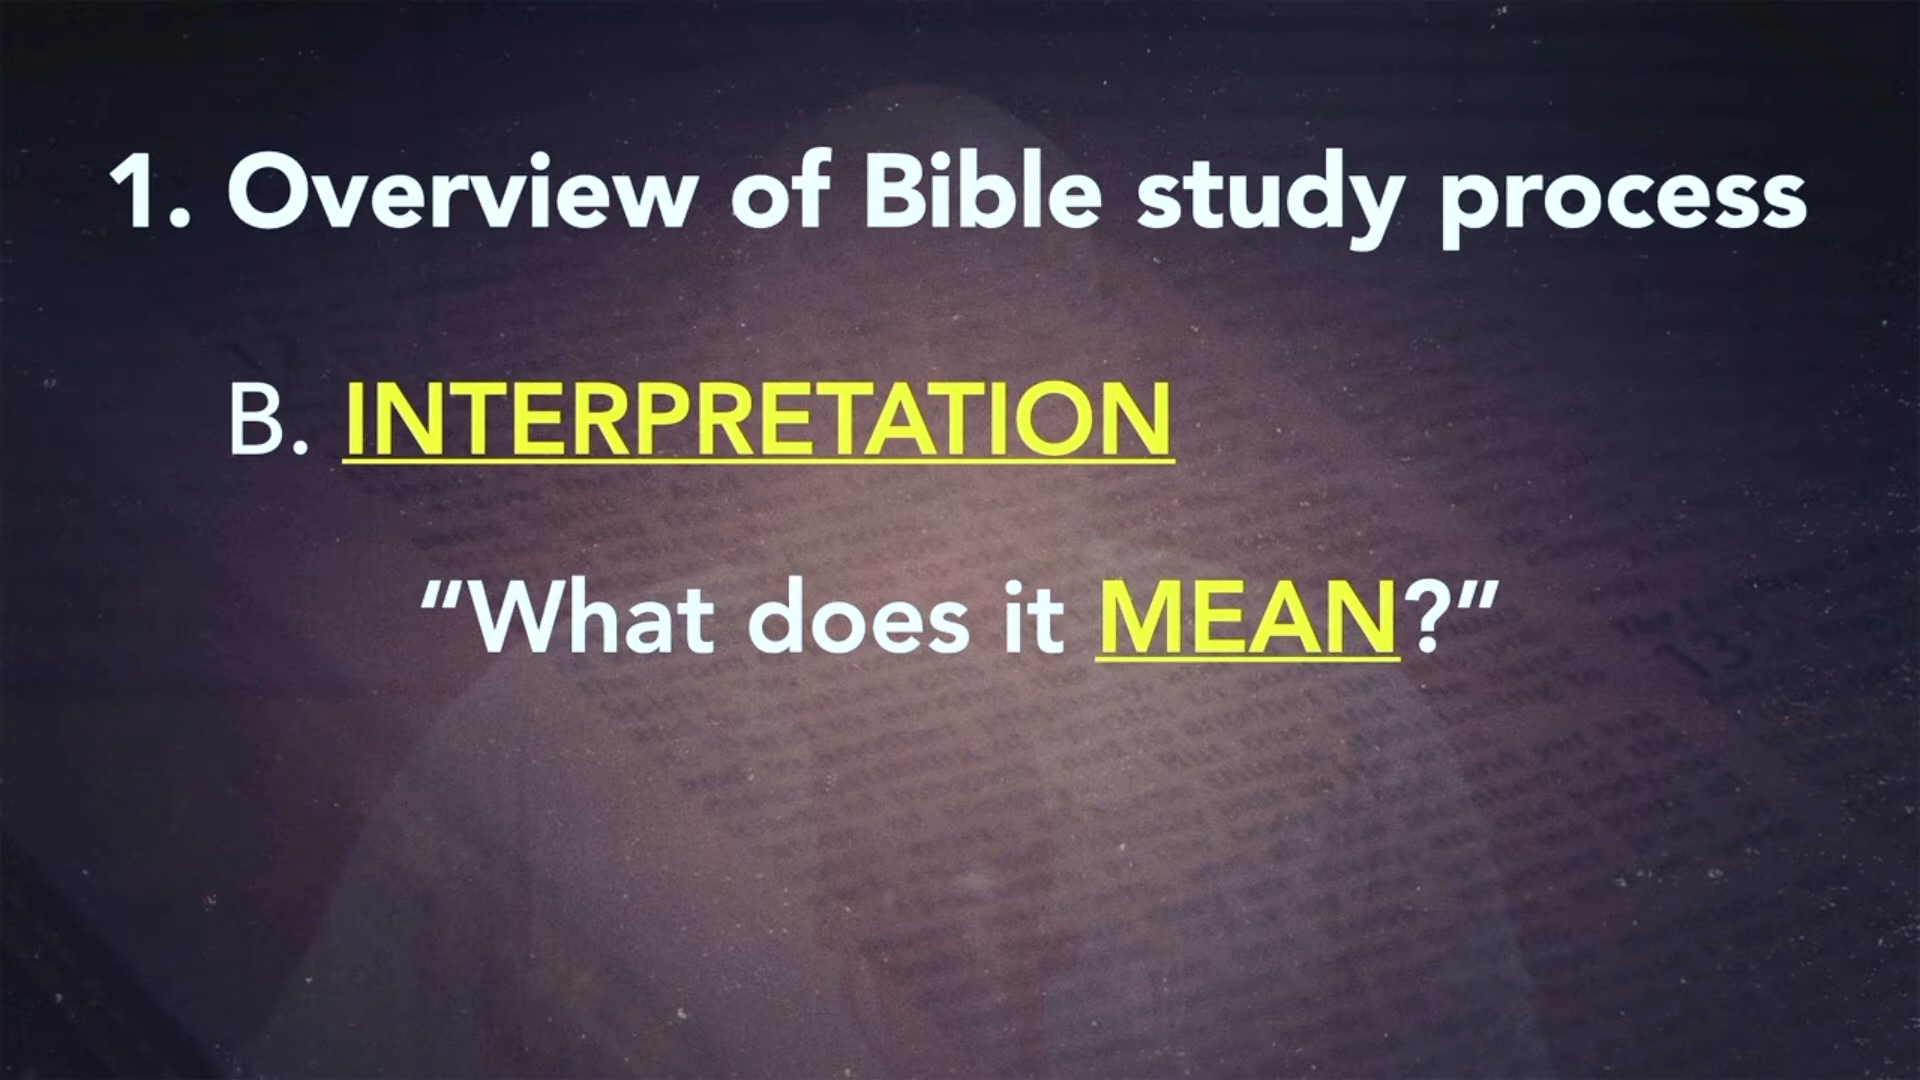 1. Overview of Bible study process
B. INTERPRETATION
“What does it MEAN?”